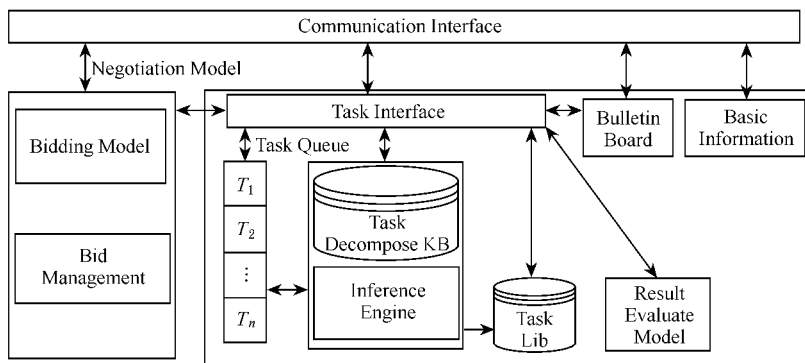 Communication Interface
Negotiation Model
Task Interface
Bulletin
Board
Basic
Information
Bidding Model
Task Queue
T1
Task
Decompose KB
T2
Bid
Management
⋮
Inference
Engine
Tn
Task
Lib
Result
Evaluate
Model